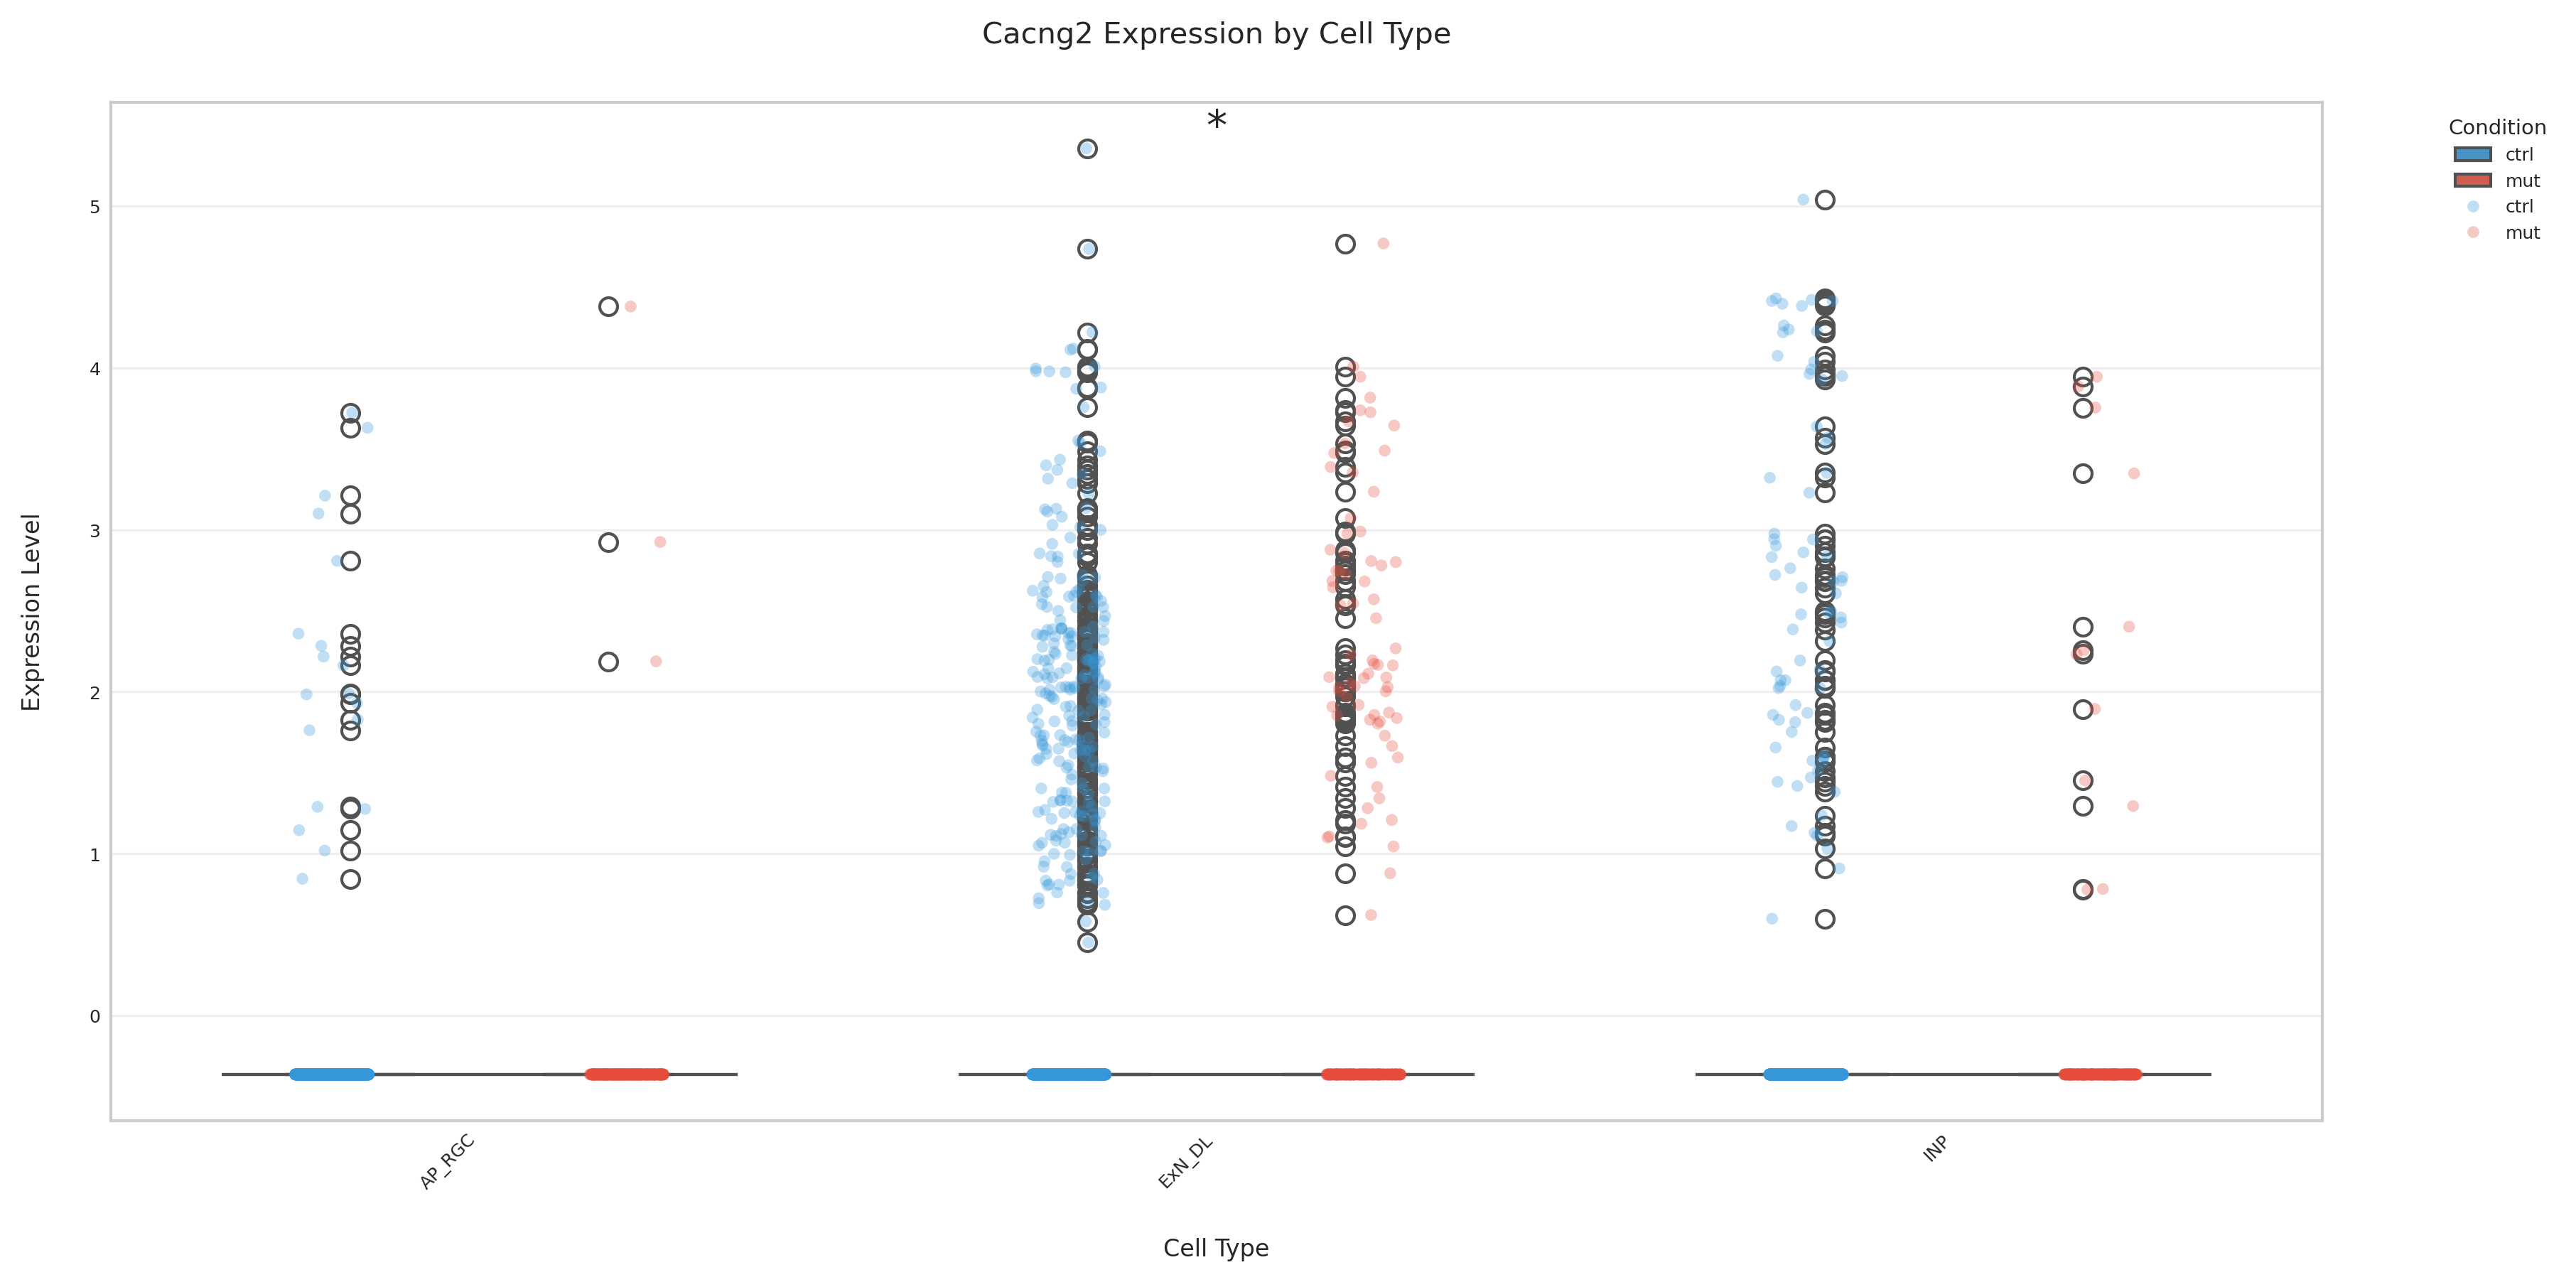 Cacng2 Expression by Cell Type
*
Condition
ctrl
mut
ctrl
mut
Expression Level
5
4
3
2
1
0
AP_RGC
ExN_DL
INP
Cell Type